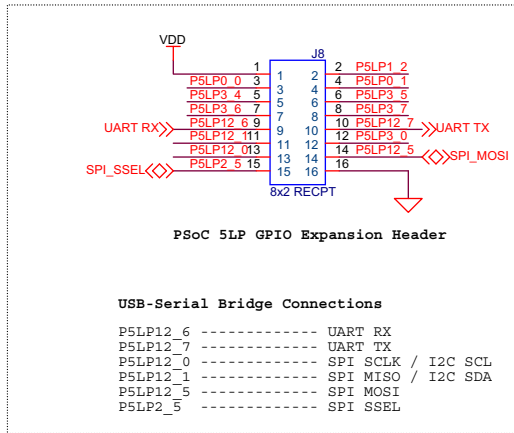 VDD
J8
1 1 2 2 P5LP1_2
P5LP0_0 3 3 4 4 P5LP0_1
P5LP3_4 5 5 6 6 P5LP3_5
P5LP3_6 7 7 8 8 P5LP3_7
UART RX P5LP12_6 9 9 10 10 P5LP12_7 UART TX
P5LP12_1 11 11 12 12 P5LP3_0
P5LP12_0 13 13 14 14 P5LP12_5 SPI_MOSI
SPI_SSEL P5LP2_5 15 15 16 16
8x2 RECPT
PSoC 5LP GPIO Expansion Header
USB-Serial Bridge Connections
P5LP12_6 ------------- UART RX
P5LP12_7 ------------- UART TX
P5LP12_0 ------------- SPI SCLK / I2C SCL
P5LP12_1 ------------- SPI MISO / I2C SDA
P5LP12_5 ------------- SPI MOSI
P5LP2_5 ------------- SPI SSEL